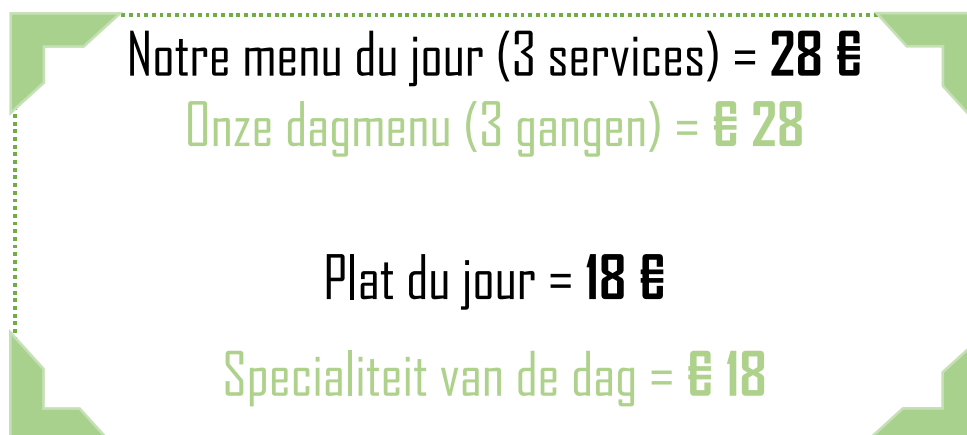 Notre menu du jour (3 services) = 28 €
Onze dagmenu (3 gangen) = € 28
Plat du jour = 18 €
Specialiteit van de dag = € 18